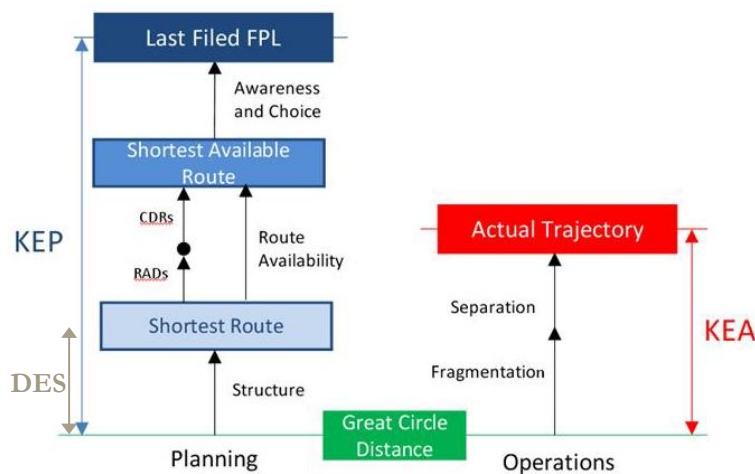 Last Filed FPL
Awareness
and Choice
Shortest Available
Route
CDRs
KEP
Route
Availability
RADs
Shortest Route
DES
Structure
Planning
Great Circle
Distance
Actual Trajectory
Separation
KEA
Fragmentation
Operations